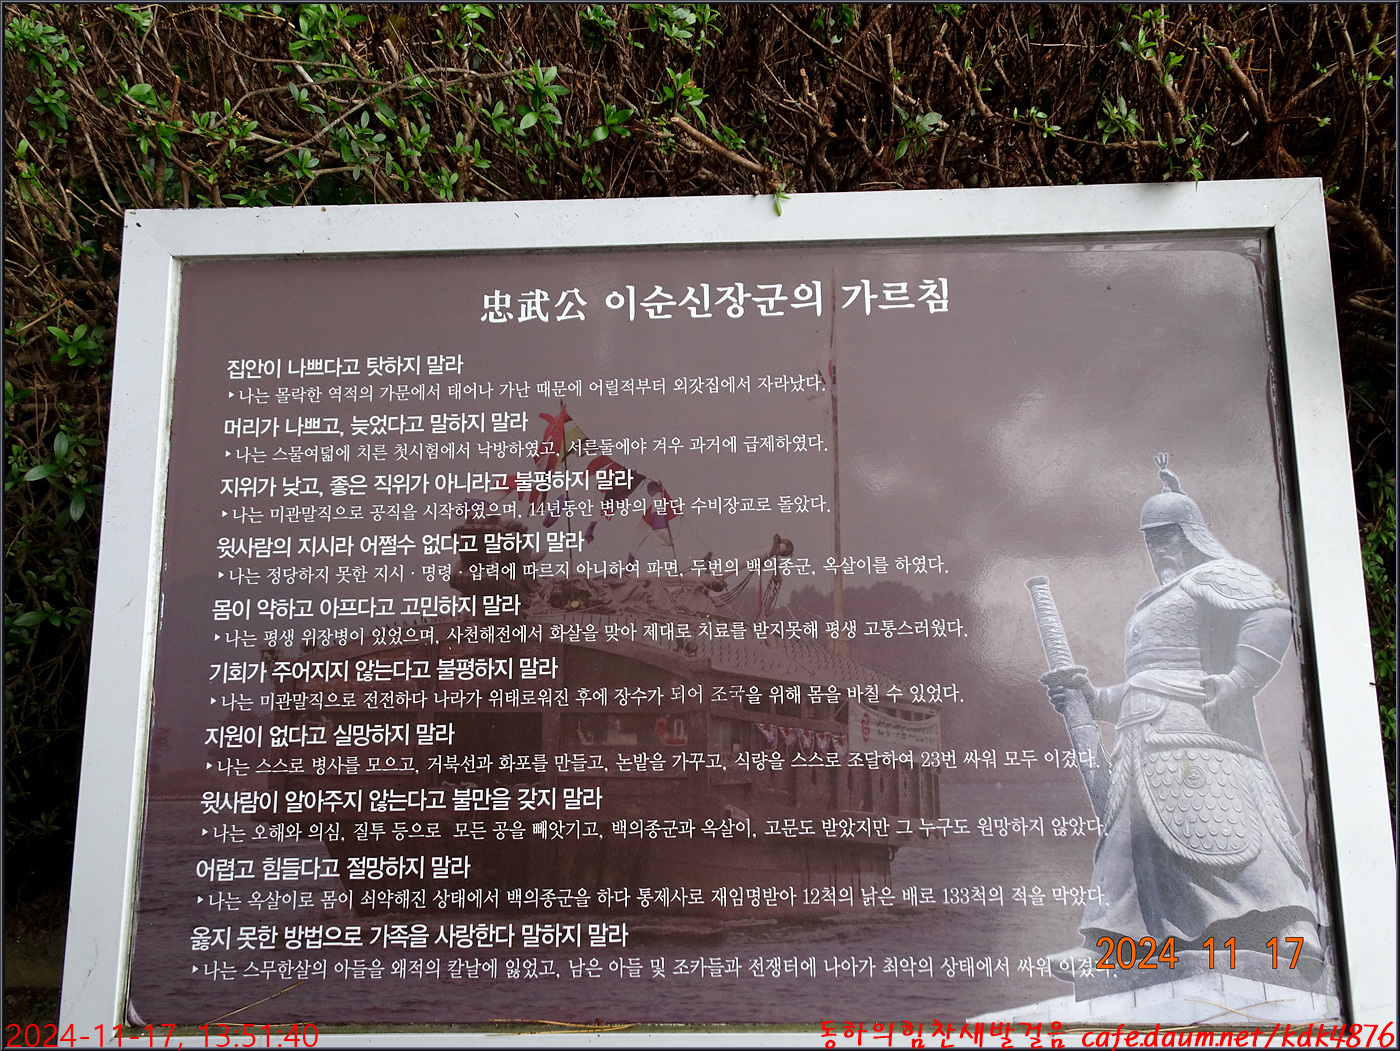 忠武公 이순신장군의 가르침
집안이 나쁘다고 탓하지 말라
▸나는 몰락한 역적의 가문에서 태어나 가난 때문에 어릴적부터 외갓집에서 자라났다.
머리가 나쁘고, 늦었다고 말하지 말라
▸나는 스물여덟에 치른 첫시험에서 낙방하였고, 서른둘에야 겨우 과거에 급제하였다.
지위가 낮고, 좋은 직위가 아니라고 불평하지 말라
▸나는 미관말직으로 공직을 시작하였으며, 14년동안 변방의 말단 수비장교로 돌았다.
윗사람의 지시라 어쩔수 없다고 말하지 말라
▸나는 정당하지 못한 지시·명령·압력에 따르지 아니하여 파면, 두번의 백의종군, 옥살이를 하였다.
몸이 약하고 아프다고 고민하지 말라
▸나는 평생 위장병이 있었으며, 사천해전에서 화살을 맞아 제대로 치료를 받지못해 평생 고통스러웠다.
기회가 주어지지 않는다고 불평하지 말라
▸나는 미관말직으로 전전하다 나라가 위태로워진 후에 장수가 되어 조국을 위해 몸을 바칠 수 있었다.
지원이 없다고 실망하지 말라
▸나는 스스로 병사를 모으고, 거북선과 화포를 만들고, 논밭을 가꾸고, 식량을 스스로 조달하여 23번 싸워 모두 이겼다.
윗사람이 알아주지 않는다고 불만을 갖지 말라
▸나는 오해와 의심, 질투 등으로 모든 공을 빼앗기고, 백의종군과 옥살이, 고문도 받았지만 그 누구도 원망하지 않았다.
어렵고 힘들다고 절망하지 말라
▸나는 옥살이로 몸이 쇠약해진 상태에서 백의종군을 하다 통제사로 재임명받아 12척의 낡은 배로 133척의 적을 막았다.
옳지 못한 방법으로 가족을 사랑한다 말하지 말라
▸나는 스무한살의 아들을 왜적의 칼날에 잃었고, 남은 아들 및 조카들과 전쟁터에 나아가 최악의 상태에서 싸워 이겼다.
2024 11 17
2024-11-17, 13:51:40
동하의힘찬새발걸음 cafe.daum.net/kdk4876